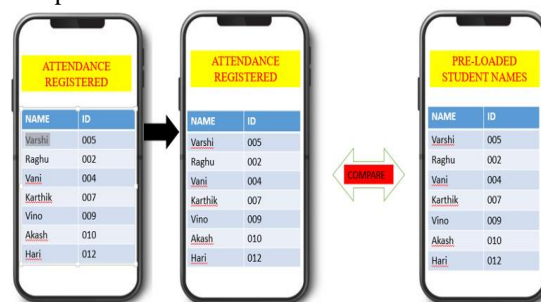 ATTENDANCE
REGISTERED
NAME ID
Varshi 005
Raghu 002
Vani 004
Karthik 007
Vino 009
Akash 010
Hari 012
ATTENDANCE
REGISTERED
NAME ID
Varshi 005
Raghu 002
Vani 004
Karthik 007
Vino 009
Akash 010
Hari 012
COMPARE
PRE-LOADED
STUDENT NAMES
NAME ID
Varshi 005
Raghu 002
Vani 004
Karthik 007
Vino 009
Akash 010
Hari 012